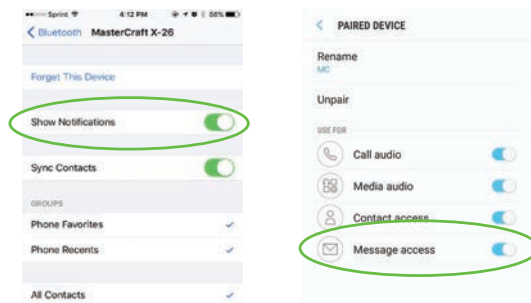 Sprint 4:12 PM 68%
Bluetooth MasterCraft X-26
Forget This Device
Show Notifications
Sync Contacts
GROUPS
Phone Favorites
Phone Recents
All Contacts
PAIRED DEVICE
Rename
MC
Unpair
USE FOR
Call audio
Media audio
Contact access
Message access